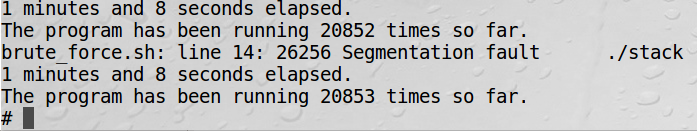 1 minutes and 8 seconds elapsed.
The program has been running 20852 times so far.
brute_force.sh: line 14: 26256 Segmentation fault      ./stack
1 minutes and 8 seconds elapsed.
The program has been running 20853 times so far.
#